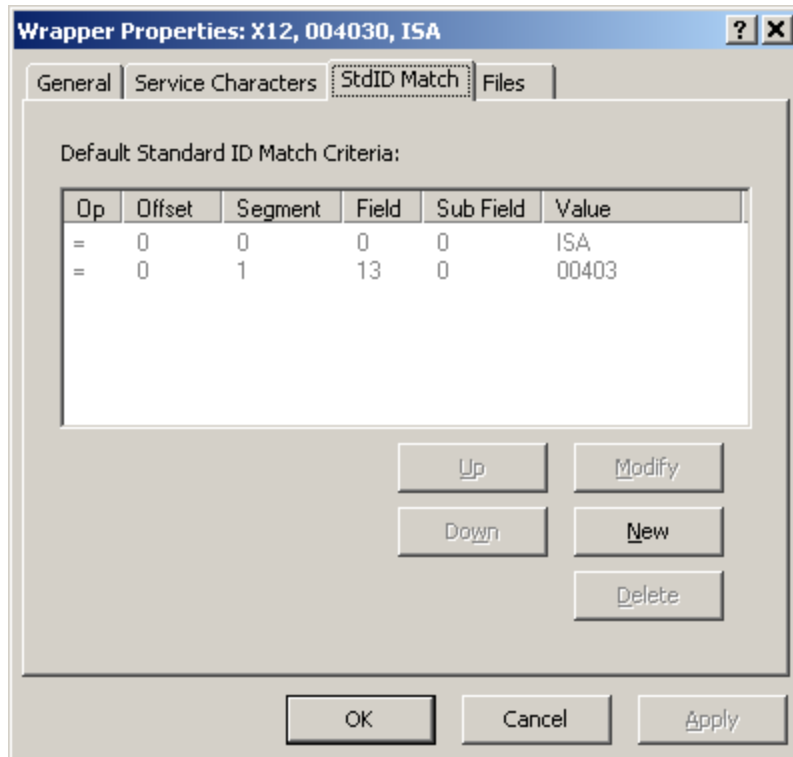 Wrapper Properties: X12, 004030, ISA
General Service Characters StdID Match Files
Default Standard ID Match Criteria:
Op Offset Segment Field Sub Field Value
= 0 0 0 0 ISA
= 0 1 13 0 00403
Up Modify
Down New
Delete
OK Cancel Apply